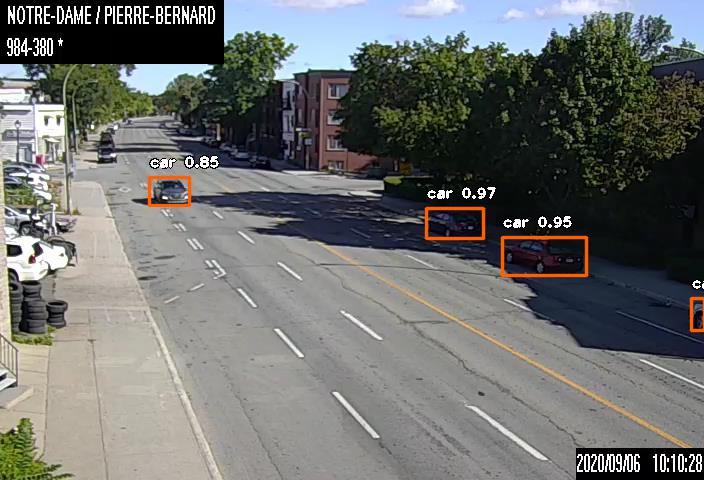 NOTRE-DAME / PIERRE-BERNARD
984-380 *
car 0.85
car 0.97
car 0.95
ca
2020/09/06 10:10:28